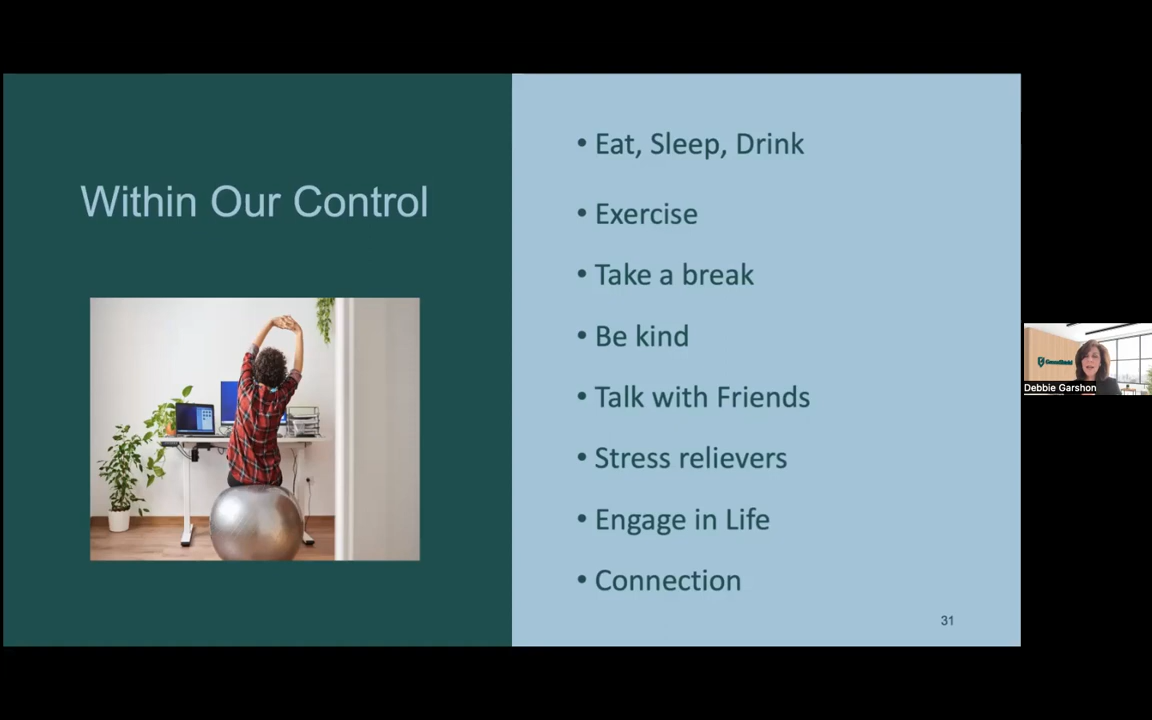 Within Our Control
• Eat, Sleep, Drink
• Exercise
• Take a break
• Be kind
• Talk with Friends
• Stress relievers
• Engage in Life
• Connection
31
GreenShield
Debbie Garshon